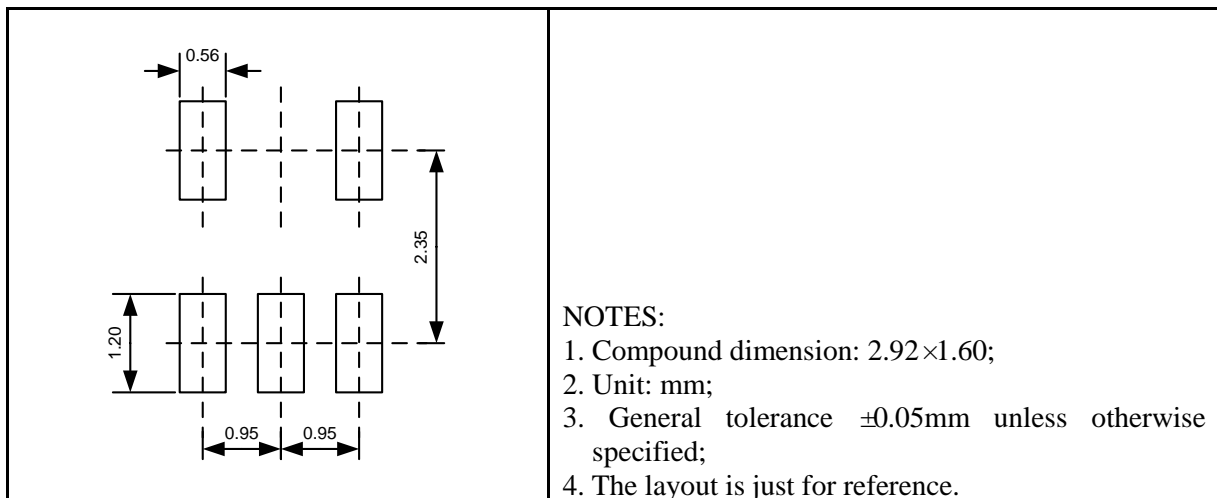 0.56
2.35
1.20
0.95
0.95
NOTES:
1. Compound dimension: 2.92×1.60;
2. Unit: mm;
3. General tolerance ±0.05mm unless otherwise
specified;
4. The layout is just for reference.